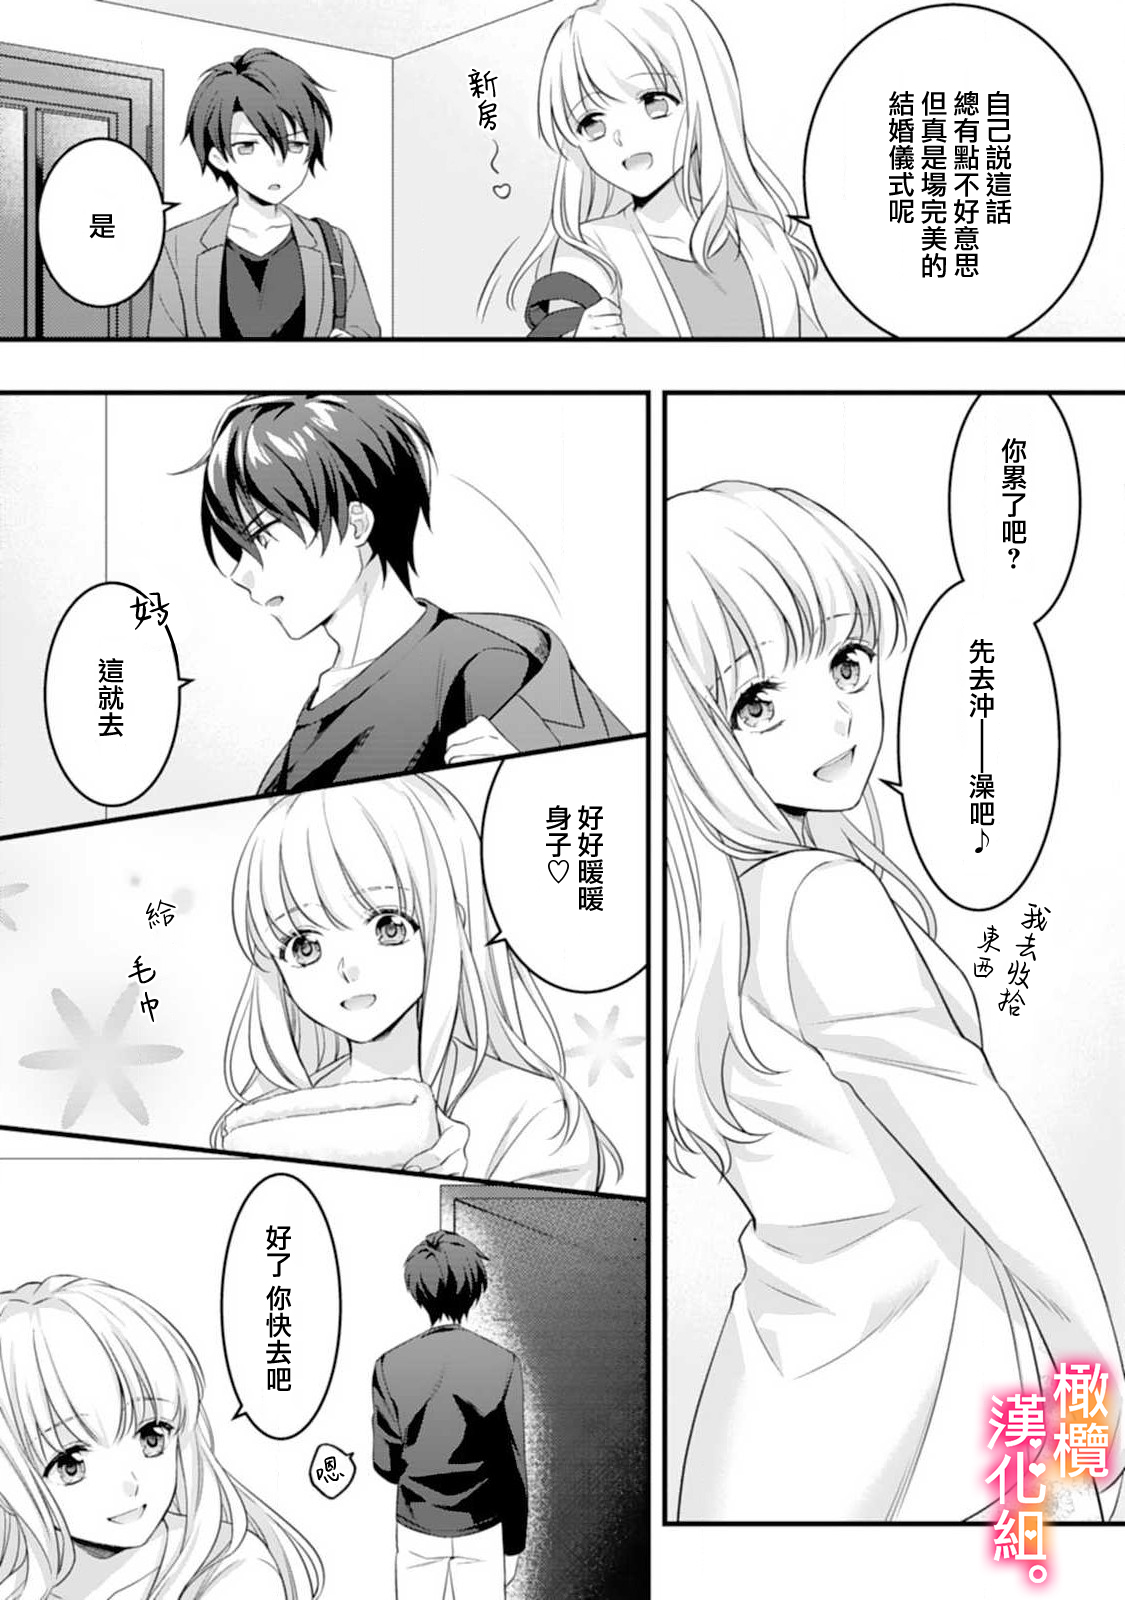 自己説這話
總有點不好意思
但真是場完美的
結婚儀式呢
新房～♡
是
你累了吧?
先去沖——澡吧♪
我去收拾
東西
好
這就去
好好暖暖
身子♡
給
毛巾
好了 你快去吧
嗯
橄欖
漢化組。